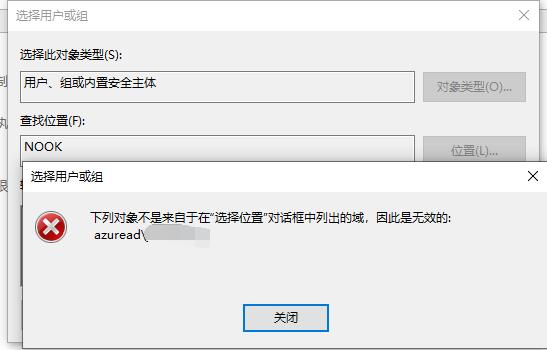 选择用户或组
选择此对象类型(S):
用户、组或内置安全主体
对象类型(O)...
查找位置(F):
NOOK
位置(L)...
选择用户或组
下列对象不是来自于在“选择位置”对话框中列出的域，因此是无效的:
azuread\
关闭